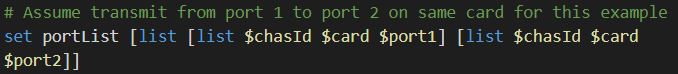 # Assume transmit from port 1 to port 2 on same card for this example
set portList [list [list $chasId $card $port1] [list $chasId $card
$port2]]